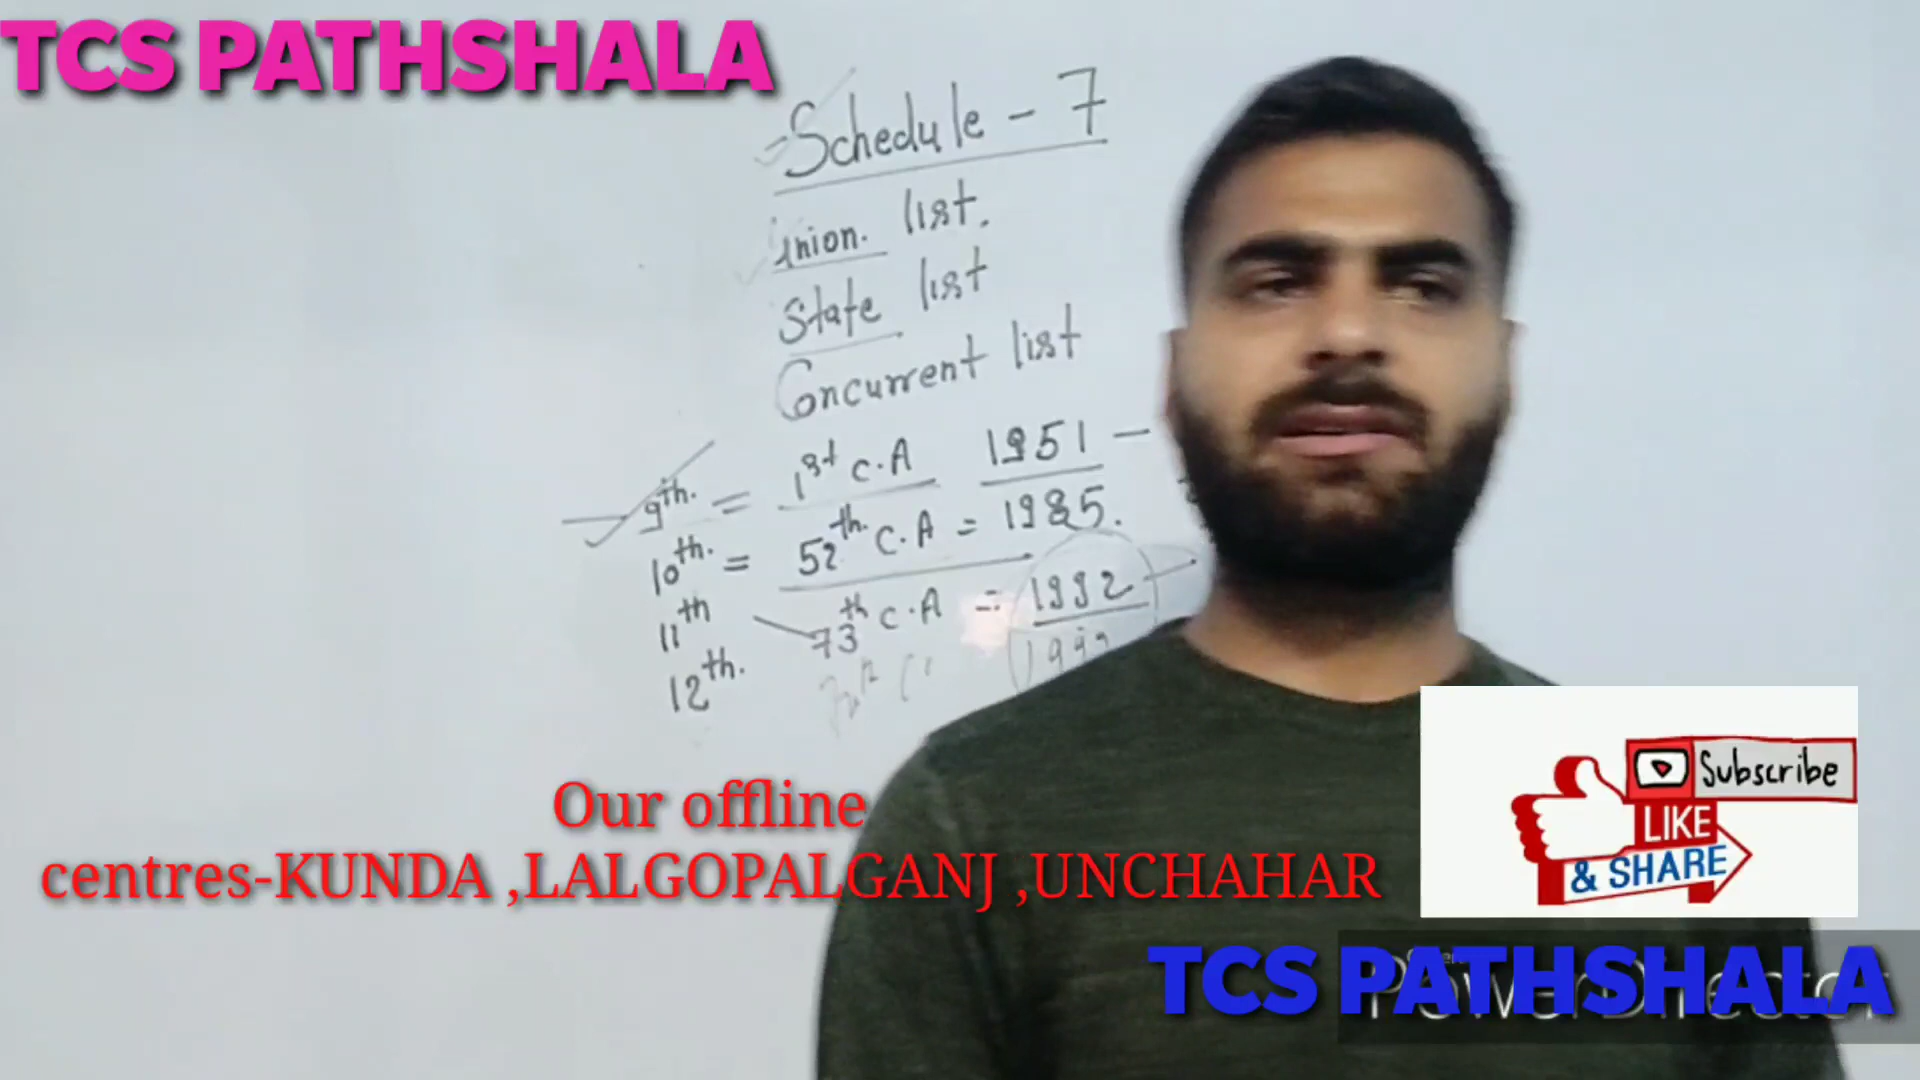 TCS PATHSHALA
Schedule - 7
Union. list.
State list
Concurrent list
9th. = 1st C.A 1951 -
10th. = 52th. C.A = 1985.
11th 73th C.A = 1992
12th.
Our offline
centres-KUNDA ,LALGOPALGANJ ,UNCHAHAR
Subscribe
LIKE
& SHARE
TCS PATHSHALA
PowerDirector